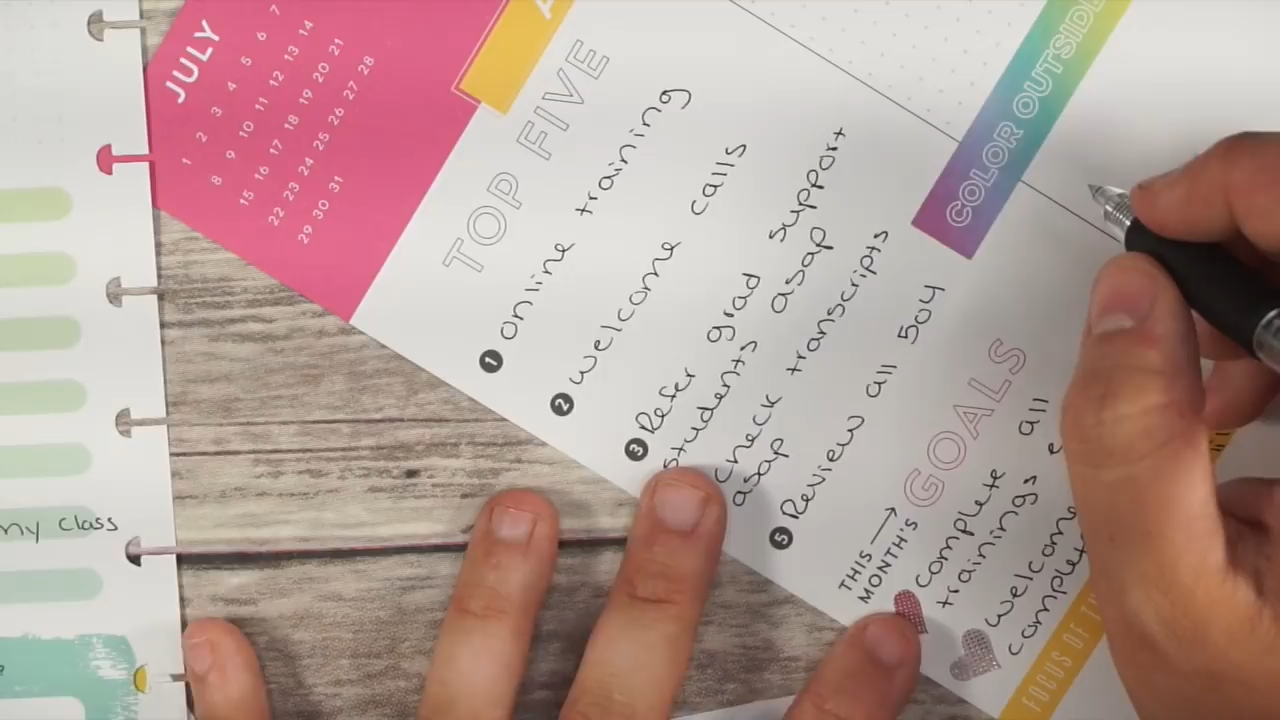 my class
JULY
1 2 3 4 5 6 7
8 9 10 11 12 13 14
15 16 17 18 19 20 21
22 23 24 25 26 27 28
29 30 31
TOP FIVE
1 online training
2 welcome calls
3 Refer grad support
students asap
check transcripts
asap
5 Review all 504
THIS →
MONTH'S GOALS
complete all
trainings e
welcome
complete
COLOR OUTSIDE
FOCUS OF